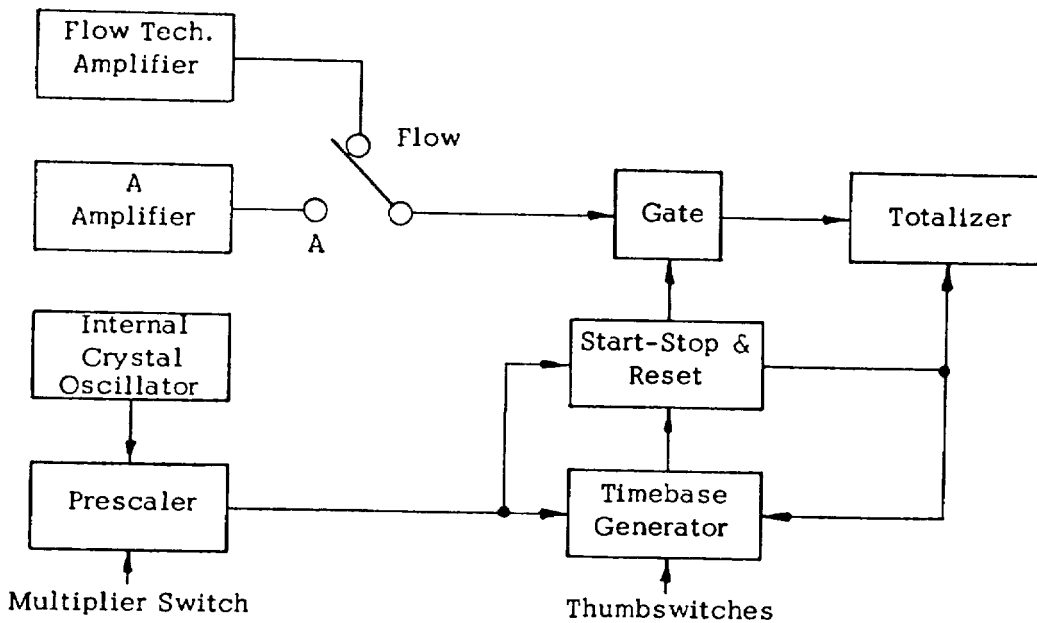 Flow Tech.
Amplifier
Flow
A
Amplifier
A
Gate
Totalizer
Internal
Crystal
Oscillator
Start-Stop &
Reset
Prescaler
Timebase
Generator
Multiplier Switch
Thumbswitches